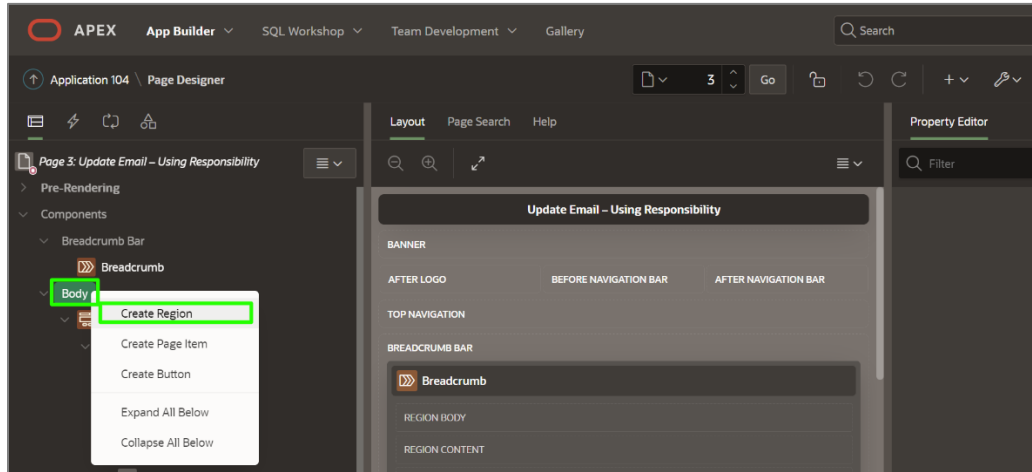 APEX App Builder SQL Workshop Team Development Gallery Search
Application 104 \ Page Designer 3 Go
Layout Page Search Help Property Editor
Page 3: Update Email – Using Responsibility Filter
Pre-Rendering
Components
Breadcrumb Bar
Breadcrumb
Body
Create Region
Create Page Item
Create Button
Expand All Below
Collapse All Below
Update Email – Using Responsibility
BANNER
AFTER LOGO BEFORE NAVIGATION BAR AFTER NAVIGATION BAR
TOP NAVIGATION
BREADCRUMB BAR
Breadcrumb
REGION BODY
REGION CONTENT